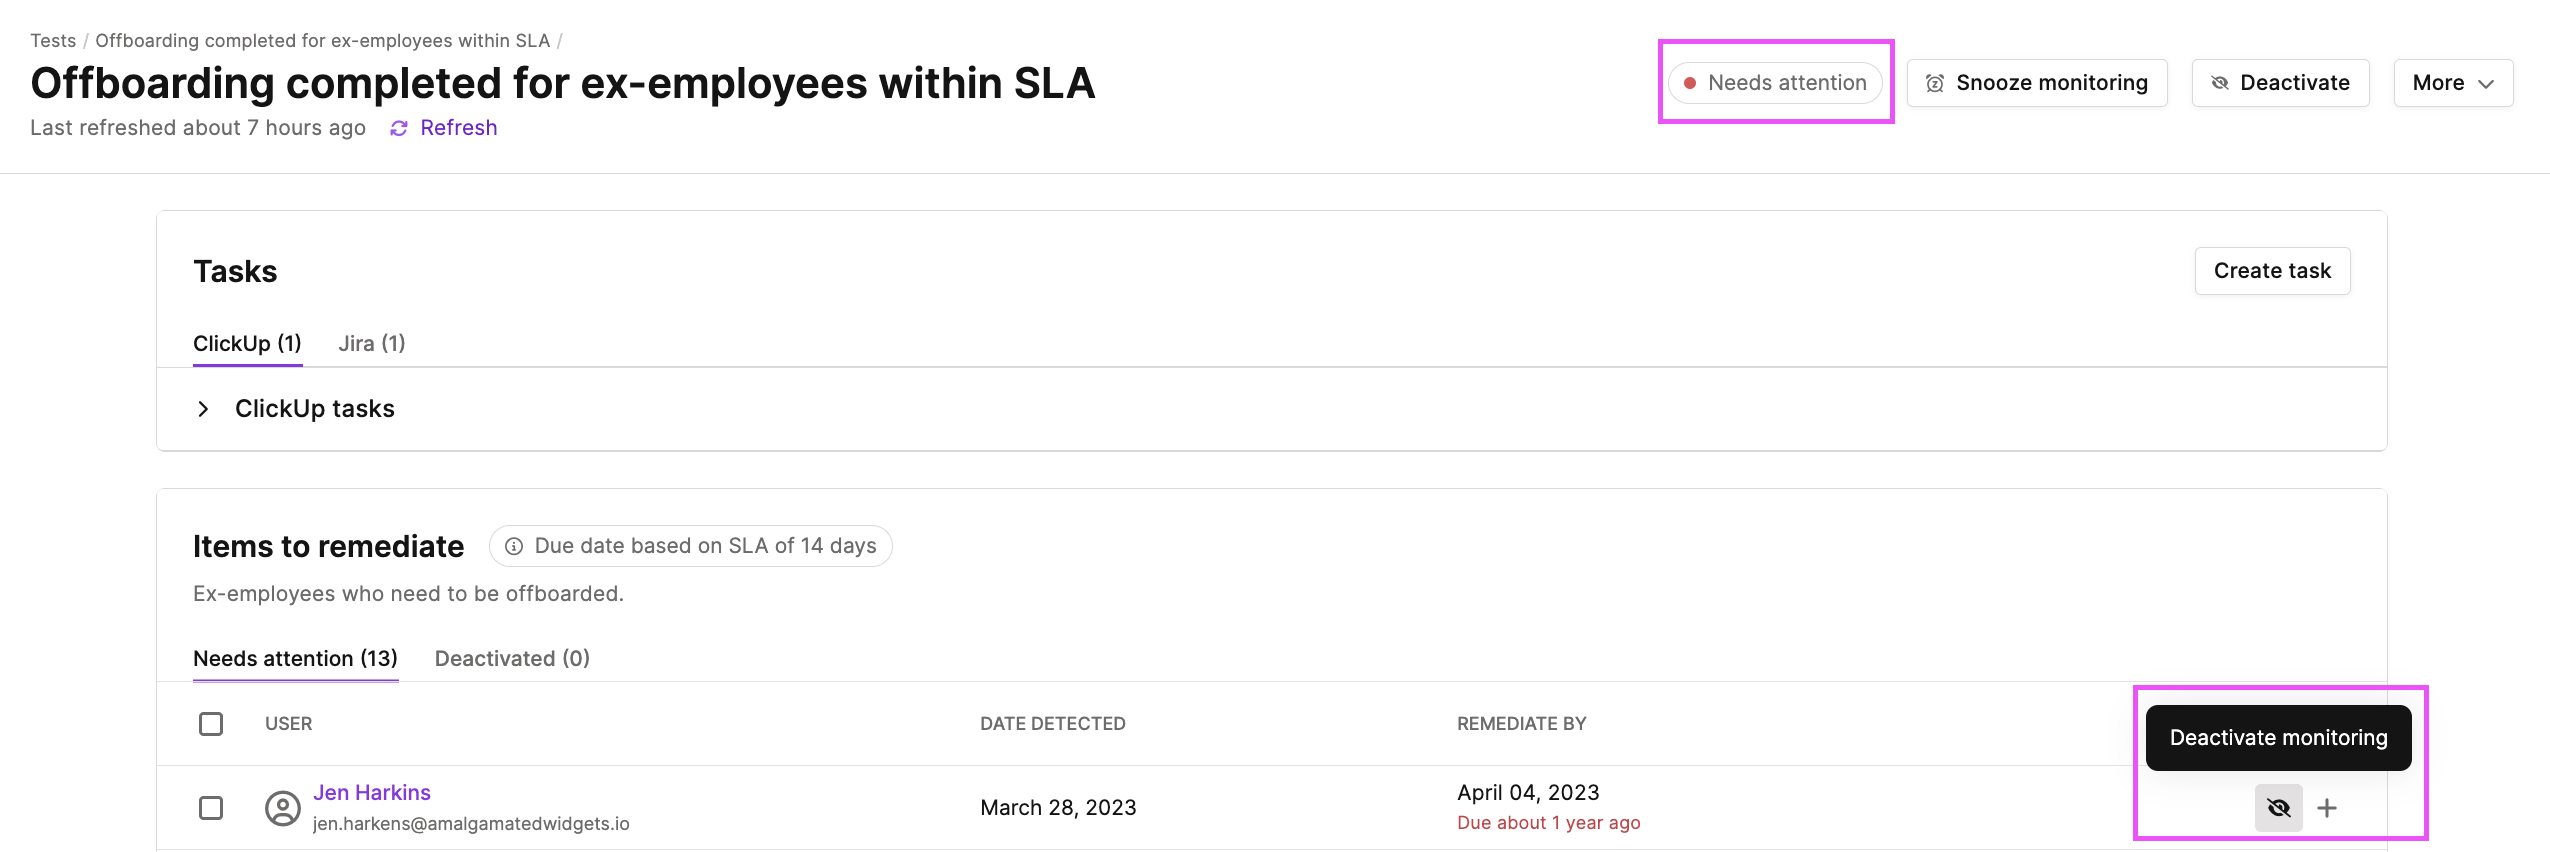 Tests / Offboarding completed for ex-employees within SLA /
Offboarding completed for ex-employees within SLA
Last refreshed about 7 hours ago Refresh
Needs attention
Snooze monitoring
Deactivate
More
Tasks
Create task
ClickUp (1) Jira (1)
ClickUp tasks
Items to remediate
Due date based on SLA of 14 days
Ex-employees who need to be offboarded.
Needs attention (13) Deactivated (0)
USER DATE DETECTED REMEDIATE BY
Deactivate monitoring
Jen Harkins
jen.harkens@amalgamatedwidgets.io
March 28, 2023
April 04, 2023
Due about 1 year ago